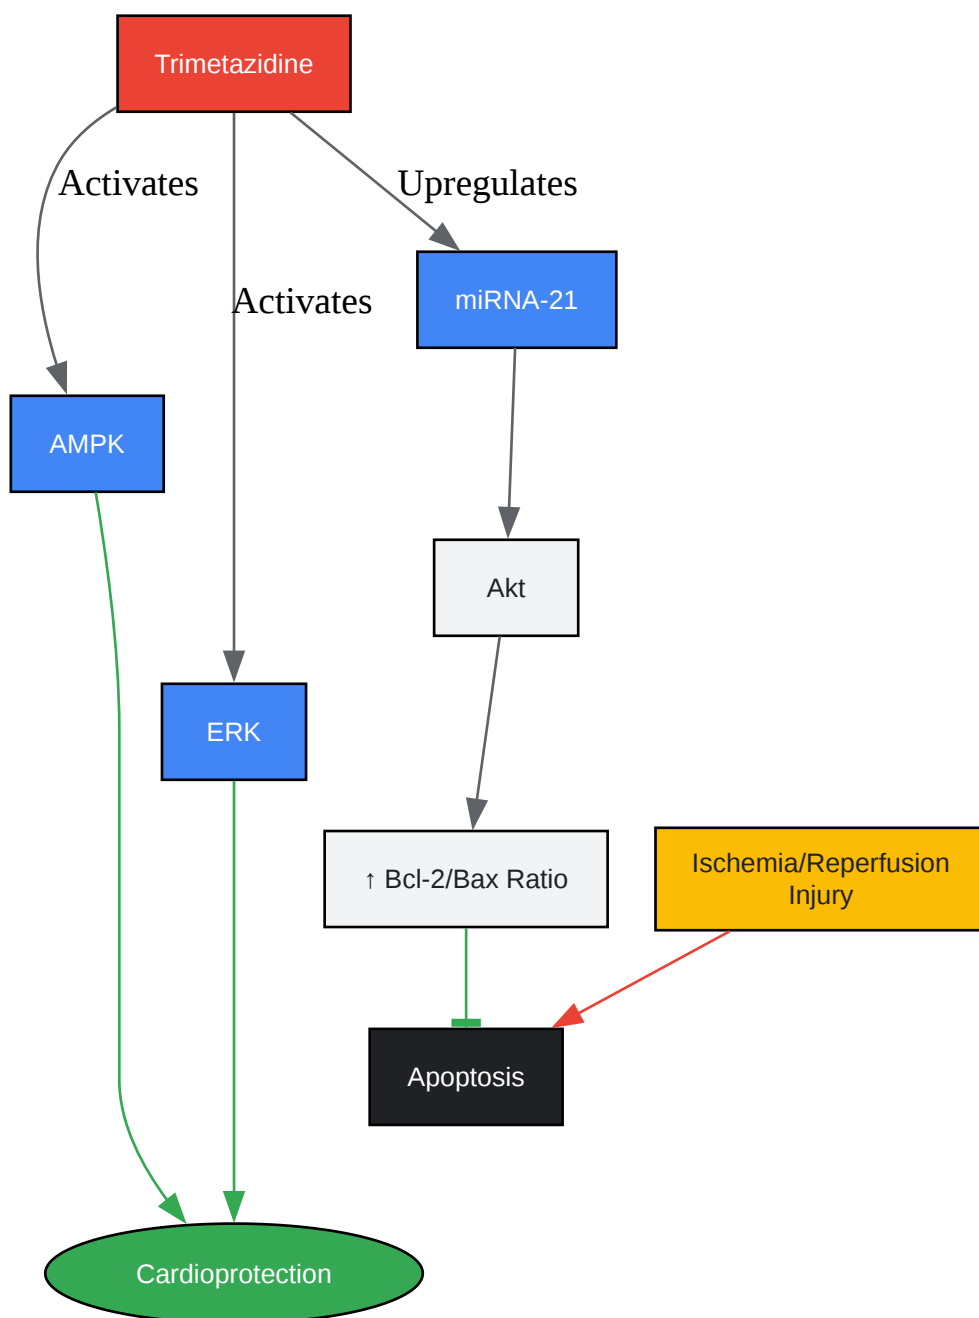 Trimetazidine
Activates
Upregulates
Activates
miRNA-21
AMPK
Akt
ERK
↑ Bcl-2/Bax Ratio
Ischemia/Reperfusion
Injury
Apoptosis
Cardioprotection